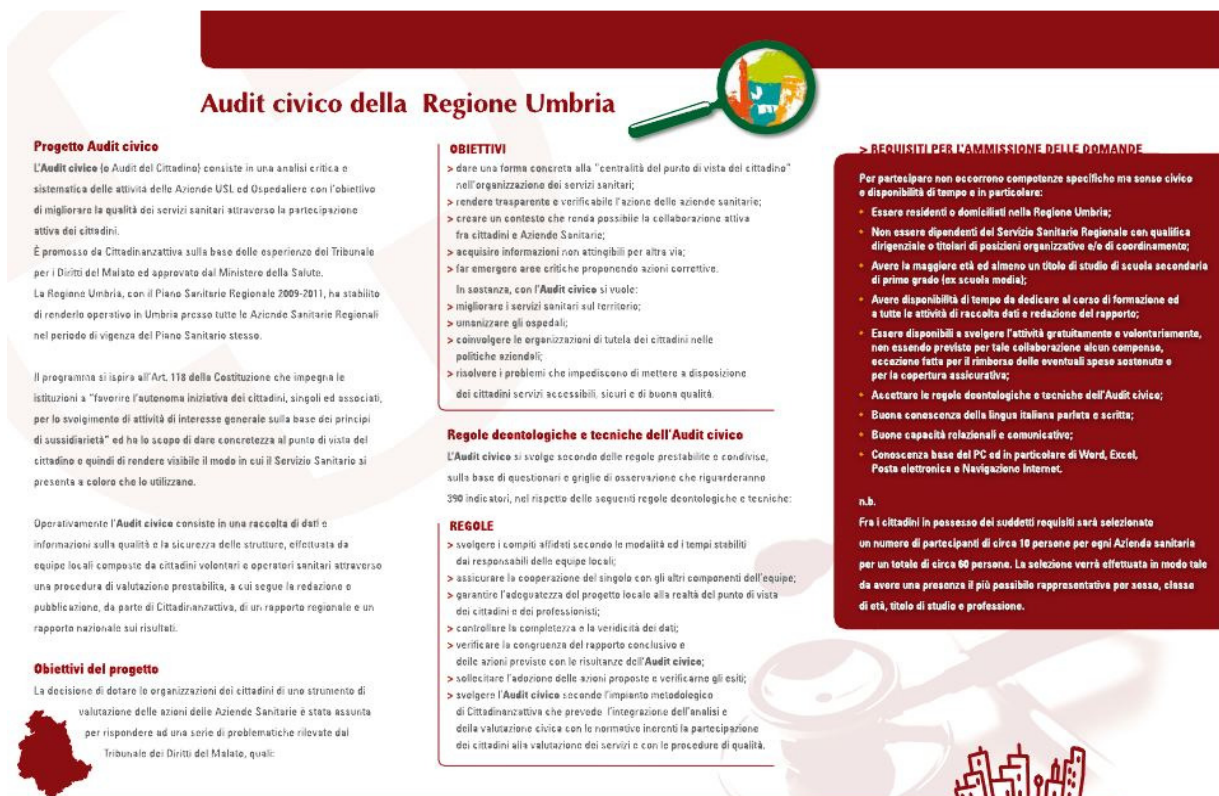 Audit civico della Regione Umbria
Progetto Audit civico
L'Audit civico (o Audit del Cittadino) consiste in una analisi critica e
sistematica delle attività delle Aziende USL ed Ospedaliere con l'obiettivo
di migliorare la qualità dei servizi sanitari attraverso la partecipazione
attiva dei cittadini.
È promosso da Cittadinanzattiva sulla base delle esperienze del Tribunale
per i Diritti del Malato ed approvato dal Ministero della Salute.
La Regione Umbria, con il Piano Sanitario Regionale 2009-2011, ha stabilito
di renderlo operativo in Umbria presso tutte le Aziende Sanitarie Regionali
nel periodo di vigenza del Piano Sanitario stesso.
Il programma si ispira all'Art. 118 della Costituzione che impegna le
istituzioni a "favorire l'autonoma iniziativa dei cittadini, singoli ed associati,
per lo svolgimento di attività di interesse generale sulla base dei principi
di sussidiarietà" ed ha lo scopo di dare concretezza al punto di vista del
cittadino e quindi di rendere visibile il modo in cui il Servizio Sanitario si
presenta a coloro che lo utilizzano.
Operativamente l'Audit civico consiste in una raccolta di dati e
informazioni sulla qualità e la sicurezza delle strutture, effettuata da
equipe locali composte da cittadini volontari e operatori sanitari attraverso
una procedura di valutazione prestabilita, a cui segue la redazione e
pubblicazione, da parte di Cittadinanzattiva, di un rapporto regionale e un
rapporto nazionale sui risultati.
Obiettivi del progetto
La decisione di dotare le organizzazioni dei cittadini di uno strumento di
valutazione delle azioni delle Aziende Sanitarie è stata assunta
per rispondere ad una serie di problematiche rilevate dal
Tribunale dei Diritti del Malato, quali:
OBIETTIVI
> dare una forma concreta alla "centralità del punto di vista dei cittadino"
nell'organizzazione dei servizi sanitari;
> rendere trasparente e verificabile l'azione delle aziende sanitarie;
> creare un contesto che renda possibile la collaborazione attiva
fra cittadini e Aziende Sanitarie;
> acquisire informazioni non attingibili per altra via;
> far emergere aree critiche proponendo azioni correttive.
In sostanza, con l'Audit civico si vuole:
> migliorare i servizi sanitari sul territorio;
> umanizzare gli ospedali;
> coinvolgere le organizzazioni di tutela dei cittadini nelle
politiche aziendali;
> risolvere i problemi che impediscono di mettere a disposizione
dei cittadini servizi accessibili, sicuri e di buona qualità.
Regole deontologiche e tecniche dell'Audit civico
L'Audit civico si svolge secondo delle regole prestabilite e condivise,
sulla base di questionari e griglie di osservazione che riguarderanno
390 indicatori, nel rispetto delle seguenti regole deontologiche e tecniche:
REGOLE
> svolgere i compiti affidati secondo le modalità ed i tempi stabiliti
dai responsabili delle equipe locali;
> assicurare la cooperazione del singolo con gli altri componenti dell'equipe;
> garantire l'adeguatezza del progetto locale alla realtà del punto di vista
dei cittadini e dei professionisti;
> controllare la completezza e la veridicità dei dati;
> verificare la congruenza del rapporto conclusivo e
delle azioni previste con le risultanze dell'Audit civico;
> sollecitare l'adozione delle azioni proposte e verificarne gli esiti;
> svolgere l'Audit civico secondo l'impianto metodologico
di Cittadinanzattiva che prevede l'integrazione dell'analisi e
della valutazione civica con le normative inerenti la partecipazione
dei cittadini alla valutazione dei servizi e con le procedure di qualità.
> REQUISITI PER L'AMMISSIONE DELLE DOMANDE
Per partecipare non occorrono competenze specifiche ma senso civico
e disponibilità di tempo e in particolare:
• Essere residenti o domiciliati nella Regione Umbria;
• Non essere dipendenti del Servizio Sanitario Regionale con qualifica
dirigenziale o titolari di posizioni organizzative e/o di coordinamento;
• Avere la maggiore età ed almeno un titolo di studio di scuola secondaria
di primo grado (ex scuola media);
• Avere disponibilità di tempo da dedicare al corso di formazione ed
a tutte le attività di raccolta dati e redazione del rapporto;
• Essere disponibili a svolgere l'attività gratuitamente e volontariamente,
non essendo previsto per tale collaborazione alcun compenso,
eccezione fatta per il rimborso delle eventuali spese sostenute e
per la copertura assicurativa;
• Accettare le regole deontologiche e tecniche dell'Audit civico;
• Buona conoscenza della lingua italiana parlata e scritta;
• Buone capacità relazionali e comunicative;
• Conoscenza base del PC ed in particolare di Word, Excel,
Posta elettronica e Navigazione Internet.
n.b.
Fra i cittadini in possesso dei suddetti requisiti sarà selezionato
un numero di partecipanti di circa 10 persone per ogni Azienda sanitaria
per un totale di circa 60 persone. La selezione verrà effettuata in modo tale
da avere una presenza il più possibile rappresentativa per sesso, classe
di età, titolo di studio e professione.